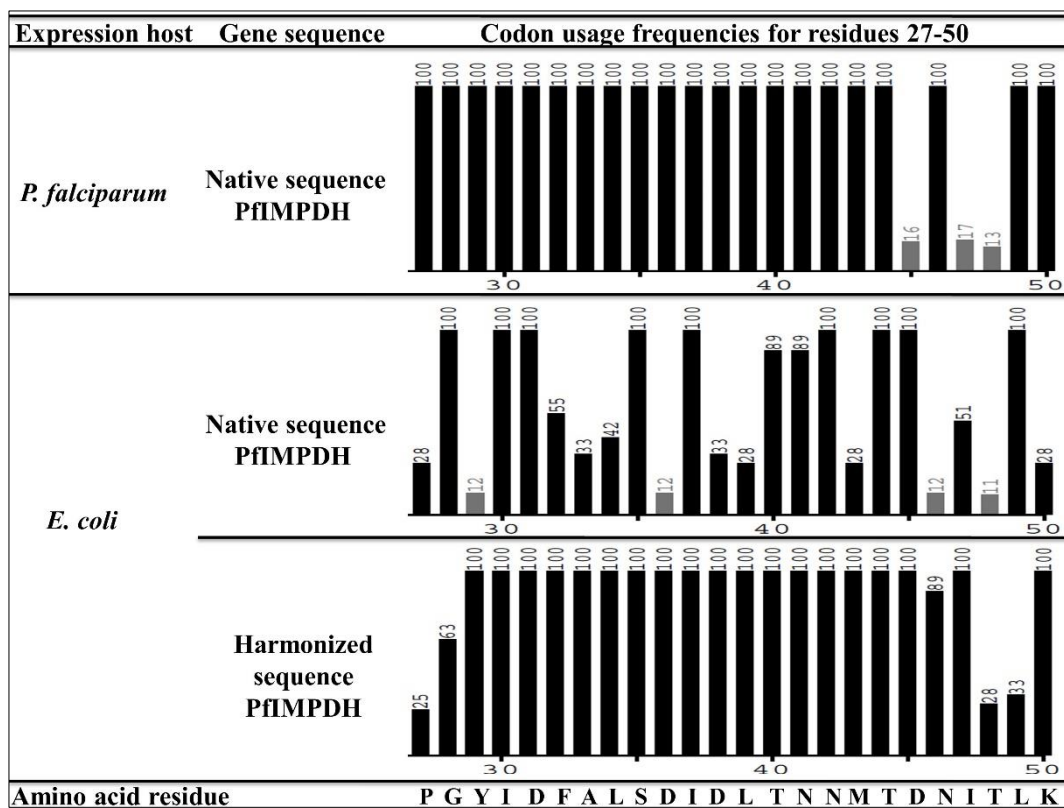 Expression host Gene sequence Codon usage frequencies for residues 27-50
100 100 100 100 100 100 100 100 100 100 100 100 100 100 100 100 100 100 16 100 17 13 100 100
P. falciparum
Native sequence
PfIMPDH
30 40 50
100 100 100 100 100 100 100 100
28 12 55 33 42 12 33 28 89 89 28 12 51 11 28
E. coli
Native sequence
PfIMPDH
30 40 50
25 63 100 100 100 100 100 100 100 100 100 100 100 100 100 100 100 100 100 89 100 28 33 100
Harmonized
sequence
PfIMPDH
30 40 50
Amino acid residue P G Y I D F A L S D I D L T N N M T D N I T L K